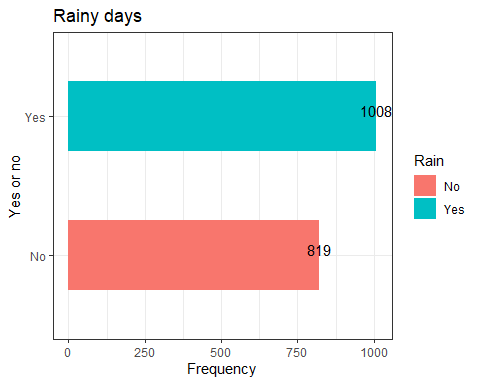 Rainy days
Yes or no
Yes
1008
No
819
0
250
500
750
1000
Frequency
Rain
No
Yes